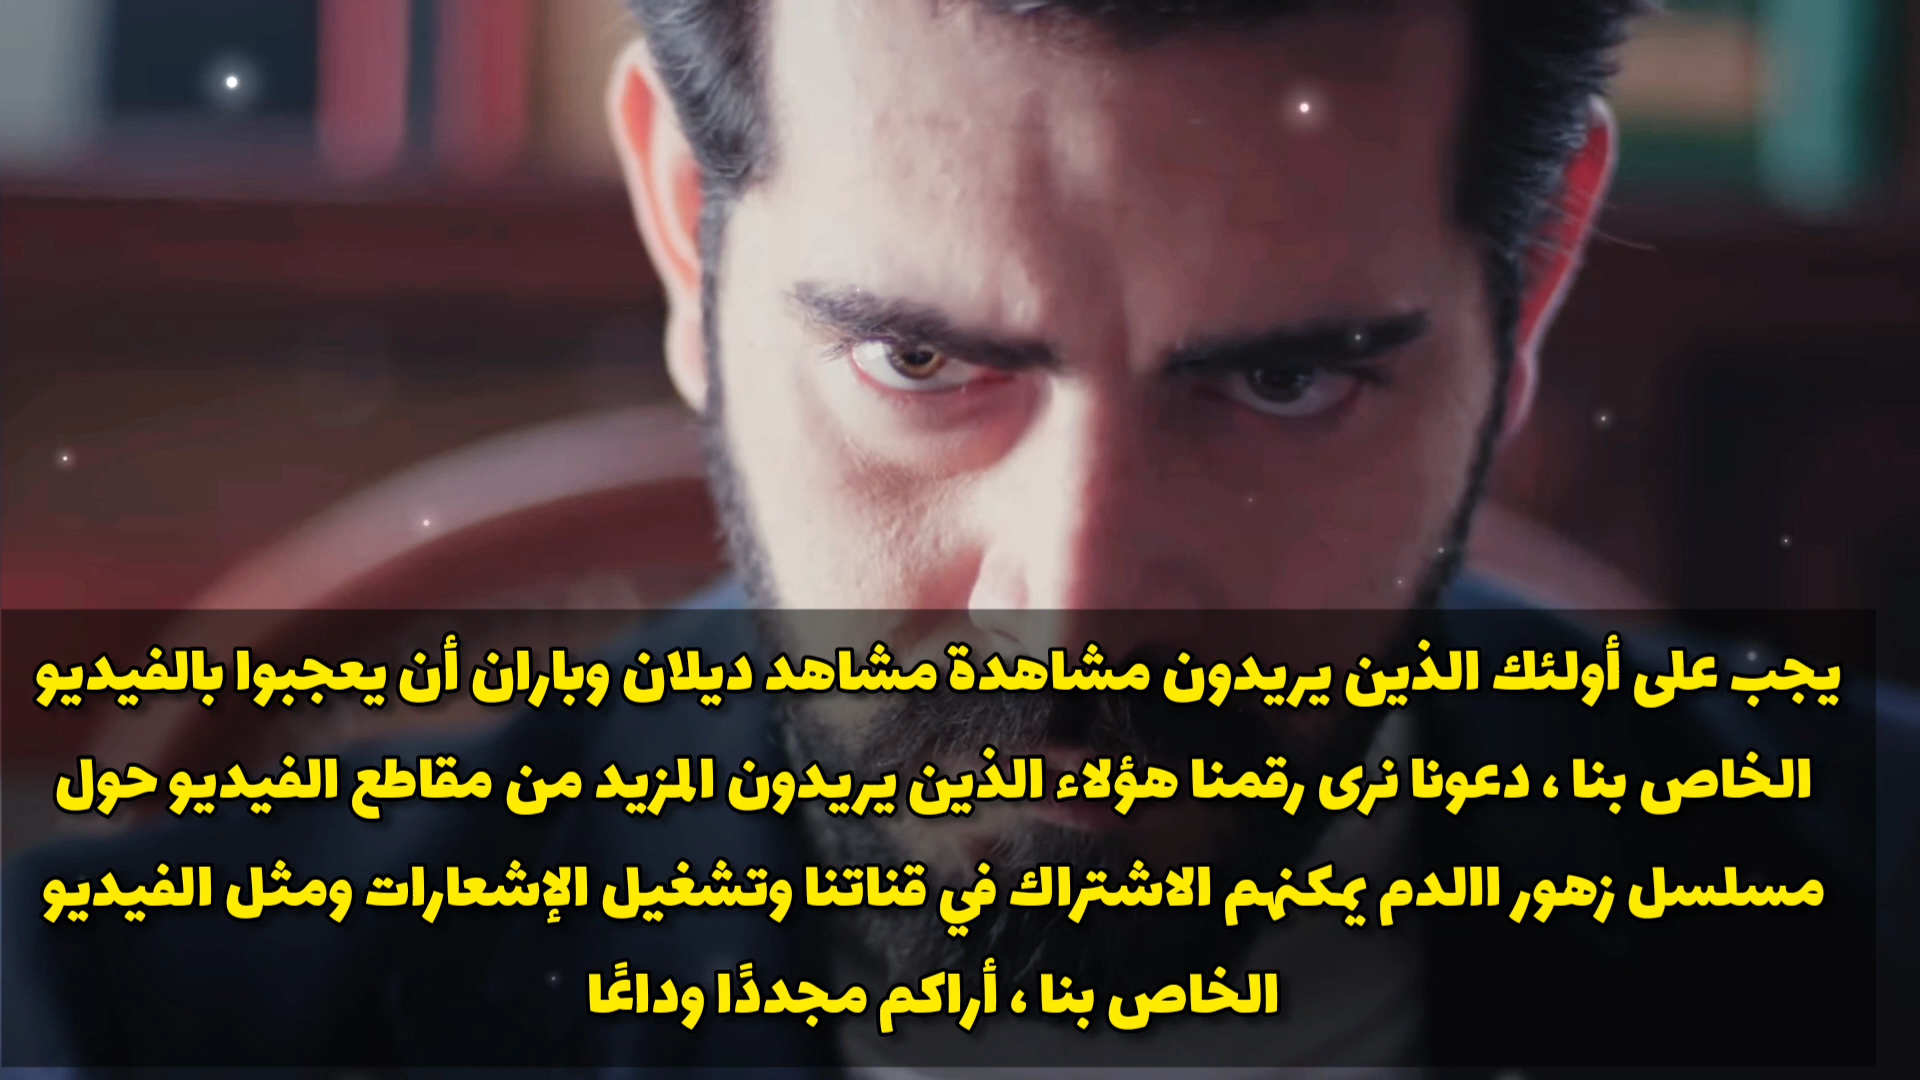 يجب على أولئك الذين يريدون مشاهدة مشاهد ديلان وباران أن يعجبوا بالفيديو
الخاص بنا ، دعونا نرى رقمنا هؤلاء الذين يريدون المزيد من مقاطع الفيديو حول
مسلسل زهور االدم يمكنهم الاشتراك في قناتنا وتشغيل الإشعارات ومثل الفيديو
الخاص بنا ، أراكم مجددًا وداعًا